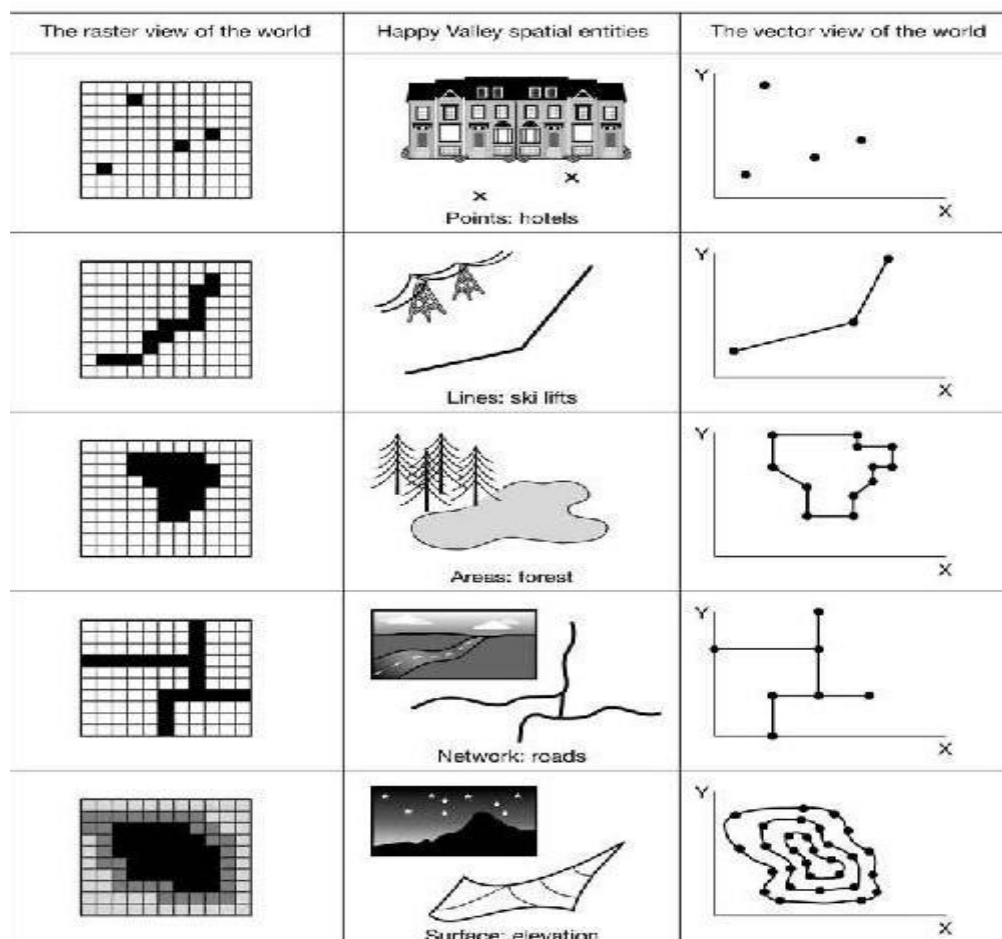 The raster view of the world
Happy Valley spatial entities
The vector view of the world
Y
X
Points: hotels
Y
X
Lines: ski lifts
Y
X
Areas: forest
Y
X
Network: roads
Y
X
Surface: elevation